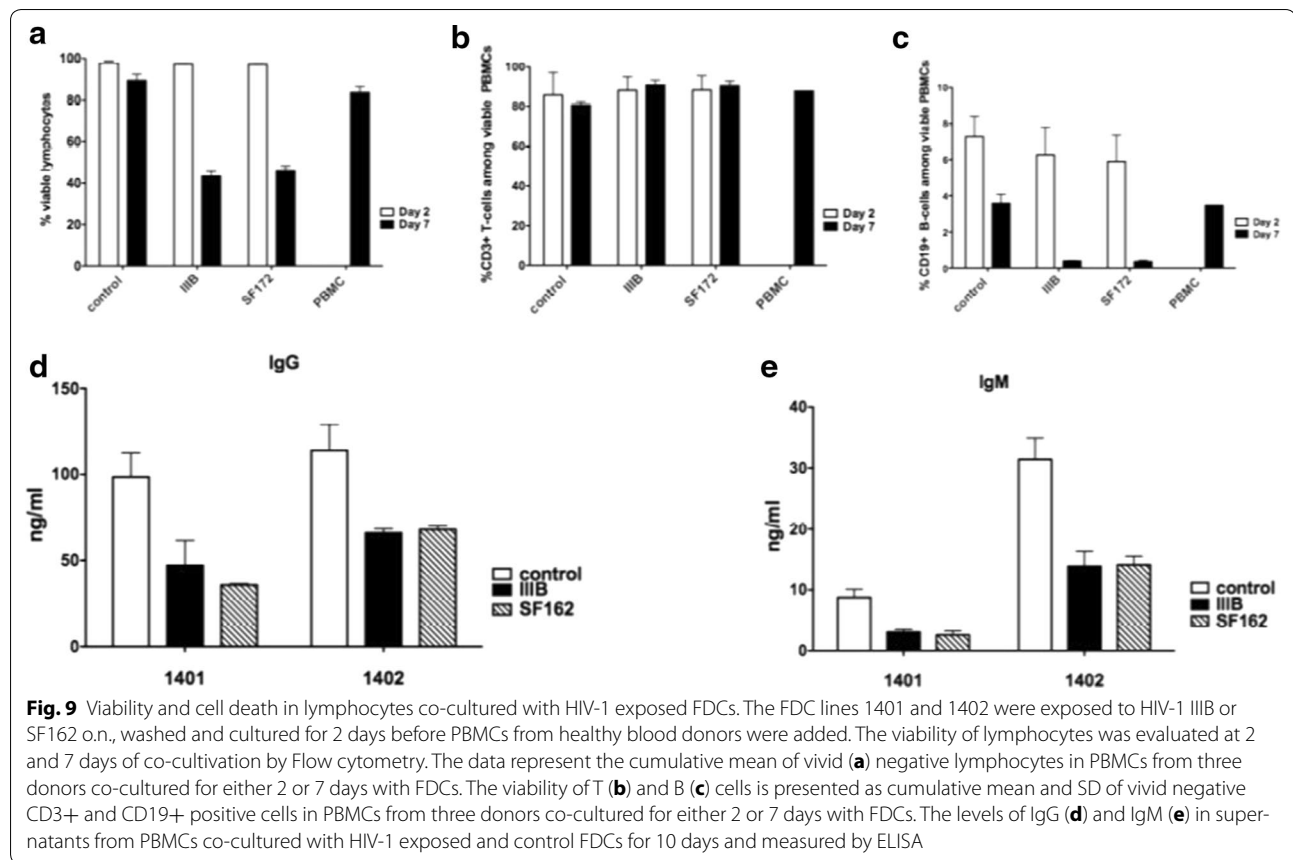 a
% viable lymphocytes
100
80
60
40
20
0
control
IIIB
SF172
PBMC
Day 2
Day 7
b
%CD3+ T-cells among viable PBMCs
100
80
60
40
20
0
control
IIIB
SF172
PBMC
Day 2
Day 7
c
% CD19+ B-cells among viable PBMCs
10
8
6
4
2
0
control
IIIB
SF172
PBMC
Day 2
Day 7
d
IgG
ng/ml
150
100
50
0
1401
1402
control
IIIB
SF162
e
IgM
ng/ml
40
30
20
10
0
1401
1402
control
IIIB
SF162
Fig. 9 Viability and cell death in lymphocytes co-cultured with HIV-1 exposed FDCs. The FDC lines 1401 and 1402 were exposed to HIV-1 IIIB or
SF162 o.n., washed and cultured for 2 days before PBMCs from healthy blood donors were added. The viability of lymphocytes was evaluated at 2
and 7 days of co-cultivation by Flow cytometry. The data represent the cumulative mean of vivid (a) negative lymphocytes in PBMCs from three
donors co-cultured for either 2 or 7 days with FDCs. The viability of T (b) and B (c) cells is presented as cumulative mean and SD of vivid negative
CD3+ and CD19+ positive cells in PBMCs from three donors co-cultured for either 2 or 7 days with FDCs. The levels of IgG (d) and IgM (e) in super-
natants from PBMCs co-cultured with HIV-1 exposed and control FDCs for 10 days and measured by ELISA